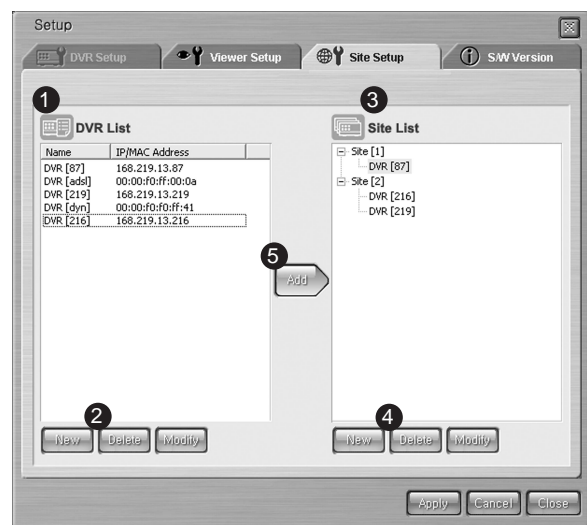 Setup
DVR Setup
Viewer Setup
Site Setup
S/W Version
1
DVR List
Name IP/MAC Address
DVR [87] 168.219.13.87
DVR [adsl] 00:00:f0:ff:00:0a
DVR [219] 168.219.13.219
DVR [dyn] 00:00:f0:f0:ff:41
DVR [216] 168.219.13.216
2
New Delete Modify
3
Site List
Site [1]
DVR [87]
Site [2]
DVR [216]
DVR [219]
5
Add
4
New Delete Modify
Apply Cancel Close